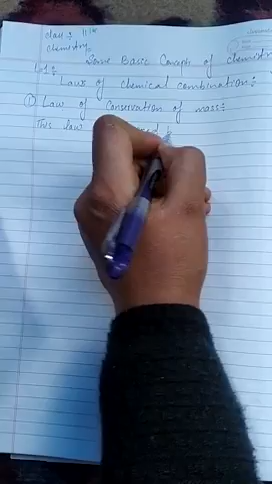 class: 11th
chemistry
Some Basic Concepts of chemistry
Laws of chemical combination:
① Law of Conservation of mass:
This law